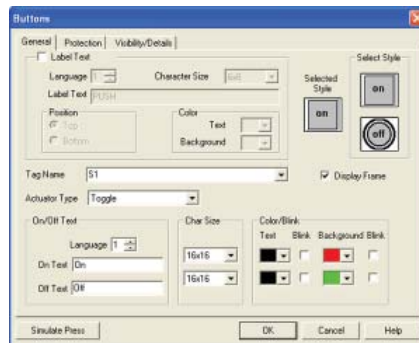 Buttons
General Protection Visibility/Details
Label Text
Language 1 Character Size 6x8
Label Text PUSH
Position Color
Top Text
Bottom Background
Selected Style
on
Select Style
on
off
Tag Name S1 Display Frame
Actuator Type Toggle
On/Off Text Char Size Color/Blink
Language 1 Text Blink Background Blink
On Text On 16x16
Off Text Off 16x16
Simulate Press OK Cancel Help